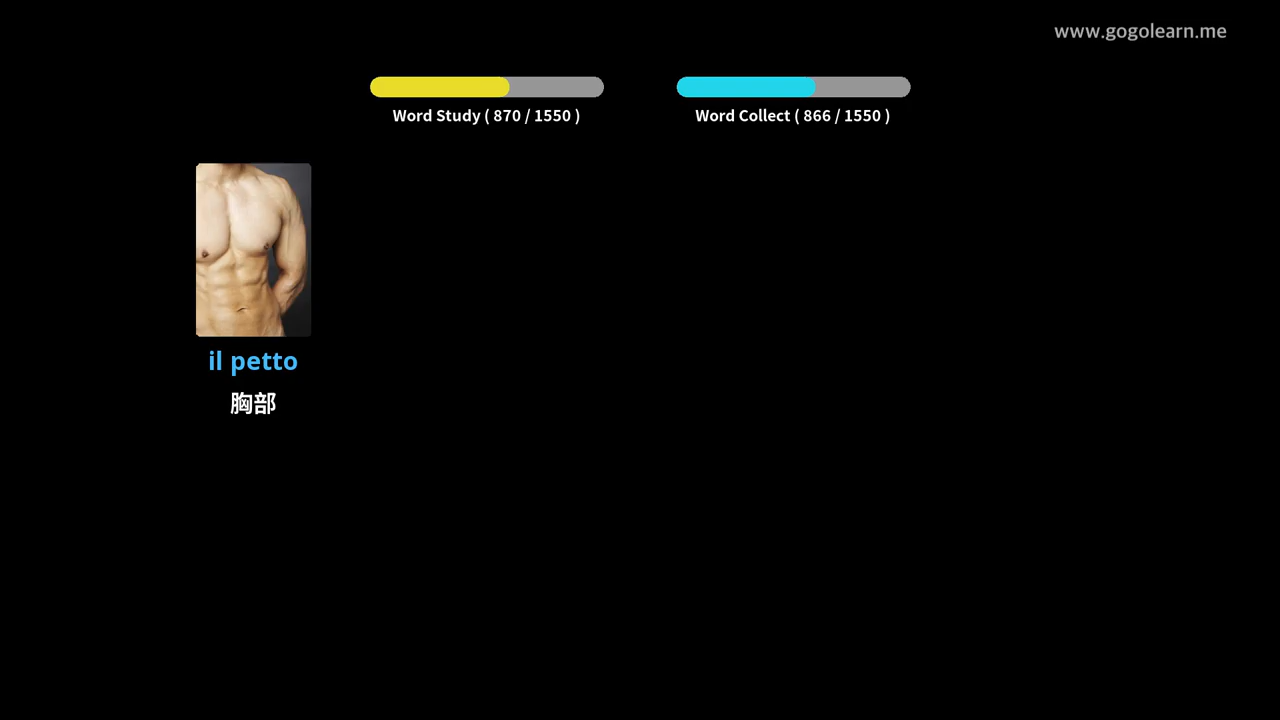 www.gogolearn.me
Word Study ( 870 / 1550 )
Word Collect ( 866 / 1550 )
il petto
胸部